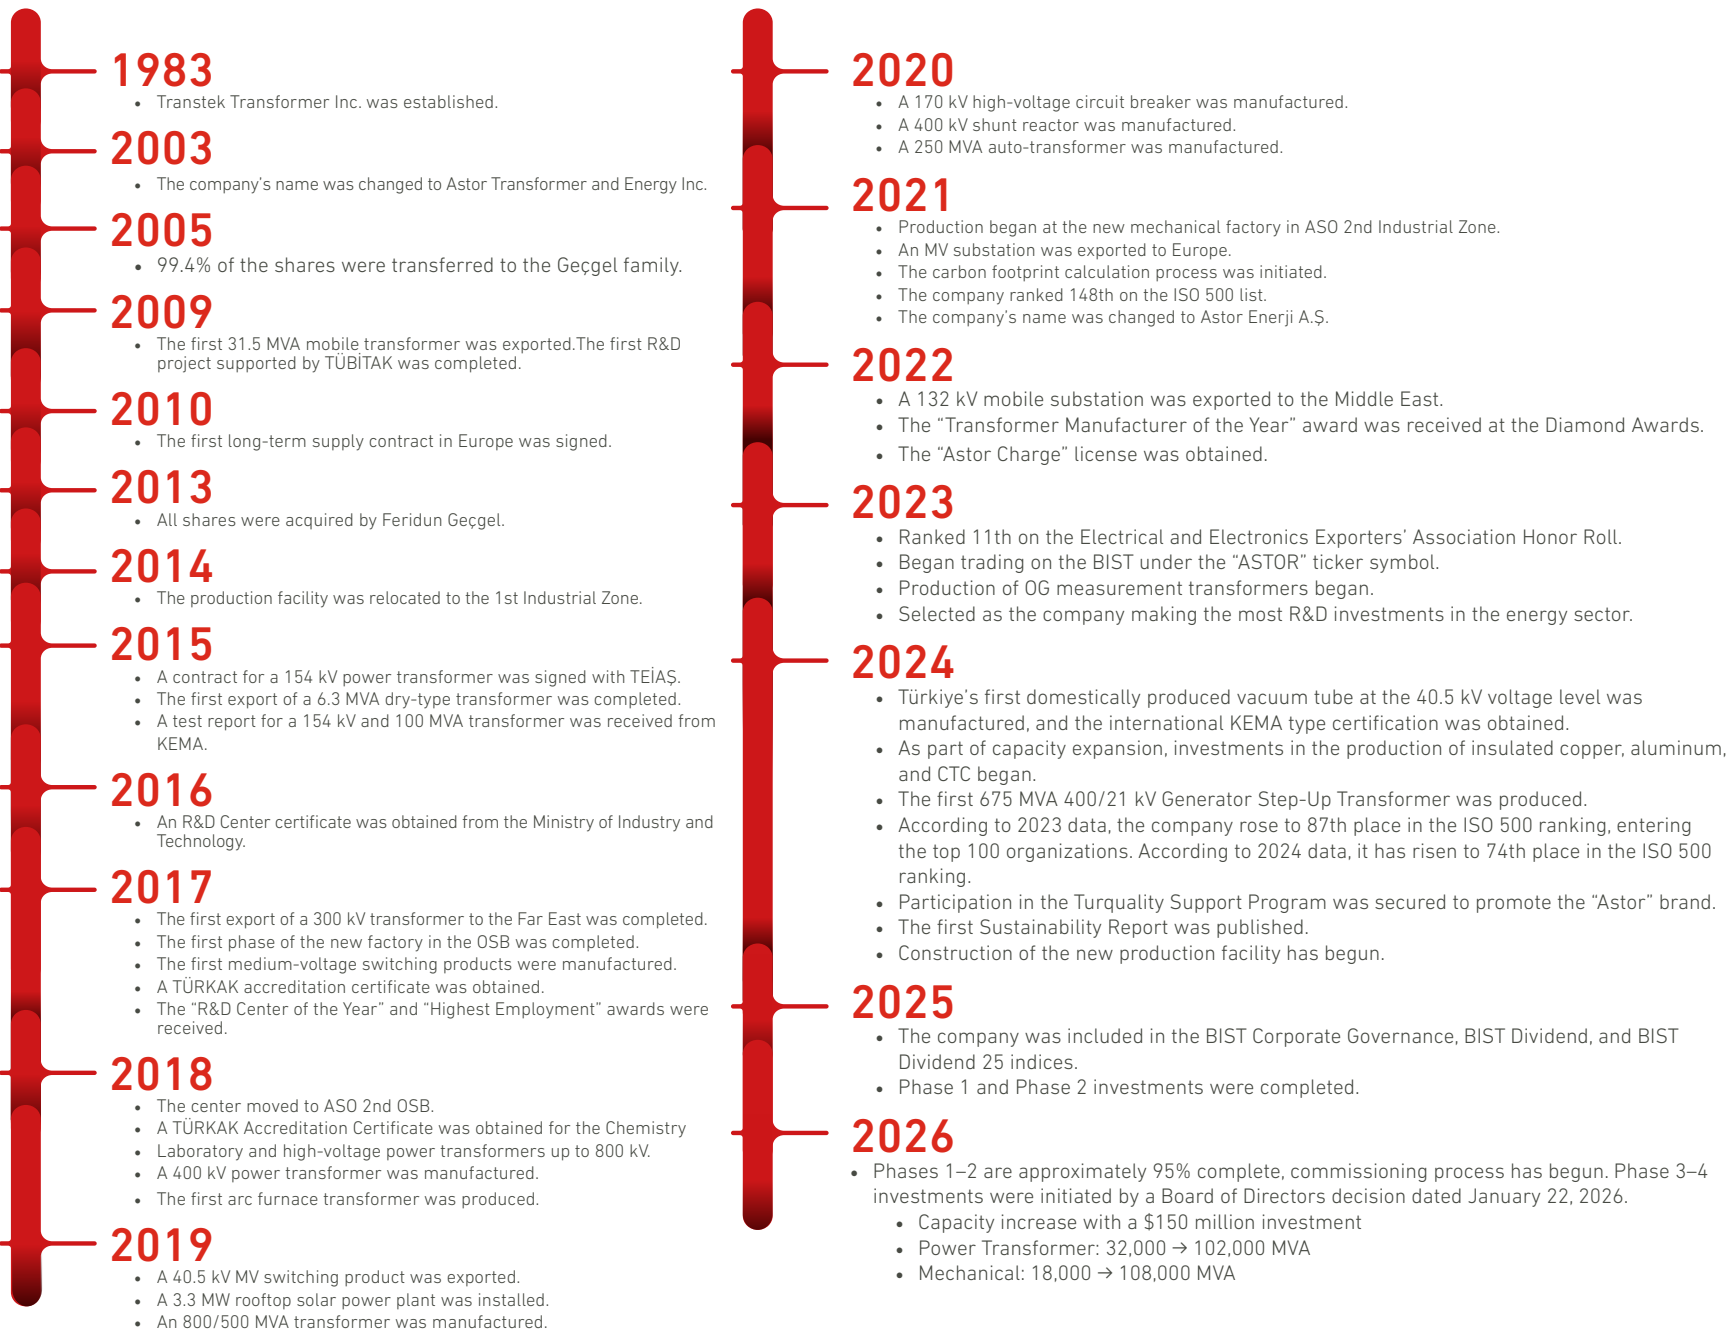 1983
• Transtek Transformer Inc. was established.
2003
• The company's name was changed to Astor Transformer and Energy Inc.
2005
• 99.4% of the shares were transferred to the Geçgel family.
2009
• The first 31.5 MVA mobile transformer was exported.The first R&D
project supported by TÜBİTAK was completed.
2010
• The first long-term supply contract in Europe was signed.
2013
• All shares were acquired by Feridun Geçgel.
2014
• The production facility was relocated to the 1st Industrial Zone.
2015
• A contract for a 154 kV power transformer was signed with TEİAŞ.
• The first export of a 6.3 MVA dry-type transformer was completed.
• A test report for a 154 kV and 100 MVA transformer was received from
KEMA.
2016
• An R&D Center certificate was obtained from the Ministry of Industry and
Technology.
2017
• The first export of a 300 kV transformer to the Far East was completed.
• The first phase of the new factory in the OSB was completed.
• The first medium-voltage switching products were manufactured.
• A TÜRKAK accreditation certificate was obtained.
• The “R&D Center of the Year” and “Highest Employment” awards were
received.
2018
• The center moved to ASO 2nd OSB.
• A TÜRKAK Accreditation Certificate was obtained for the Chemistry
• Laboratory and high-voltage power transformers up to 800 kV.
• A 400 kV power transformer was manufactured.
• The first arc furnace transformer was produced.
2019
• A 40.5 kV MV switching product was exported.
• A 3.3 MW rooftop solar power plant was installed.
• An 800/500 MVA transformer was manufactured.
2020
• A 170 kV high-voltage circuit breaker was manufactured.
• A 400 kV shunt reactor was manufactured.
• A 250 MVA auto-transformer was manufactured.
2021
• Production began at the new mechanical factory in ASO 2nd Industrial Zone.
• An MV substation was exported to Europe.
• The carbon footprint calculation process was initiated.
• The company ranked 148th on the ISO 500 list.
• The company's name was changed to Astor Enerji A.Ş.
2022
• A 132 kV mobile substation was exported to the Middle East.
• The “Transformer Manufacturer of the Year” award was received at the Diamond Awards.
• The “Astor Charge” license was obtained.
2023
• Ranked 11th on the Electrical and Electronics Exporters’ Association Honor Roll.
• Began trading on the BIST under the “ASTOR” ticker symbol.
• Production of OG measurement transformers began.
• Selected as the company making the most R&D investments in the energy sector.
2024
• Türkiye’s first domestically produced vacuum tube at the 40.5 kV voltage level was
manufactured, and the international KEMA type certification was obtained.
• As part of capacity expansion, investments in the production of insulated copper, aluminum,
and CTC began.
• The first 675 MVA 400/21 kV Generator Step-Up Transformer was produced.
• According to 2023 data, the company rose to 87th place in the ISO 500 ranking, entering
the top 100 organizations. According to 2024 data, it has risen to 74th place in the ISO 500
ranking.
• Participation in the Turquality Support Program was secured to promote the “Astor” brand.
• The first Sustainability Report was published.
• Construction of the new production facility has begun.
2025
• The company was included in the BIST Corporate Governance, BIST Dividend, and BIST
Dividend 25 indices.
• Phase 1 and Phase 2 investments were completed.
2026
• Phases 1–2 are approximately 95% complete, commissioning process has begun. Phase 3–4
investments were initiated by a Board of Directors decision dated January 22, 2026.
• Capacity increase with a $150 million investment
• Power Transformer: 32,000 → 102,000 MVA
• Mechanical: 18,000 → 108,000 MVA